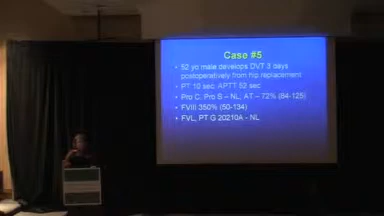 Case #5
• 52 yo male develops DVT 3 days
postoperatively from hip replacement
• PT 10 sec, APTT 52 sec
• Pro C, Pro S – NL, AT – 72% (84-125)
• FVIII 350% (50-134)
• FVL, PT G 20210A - NL